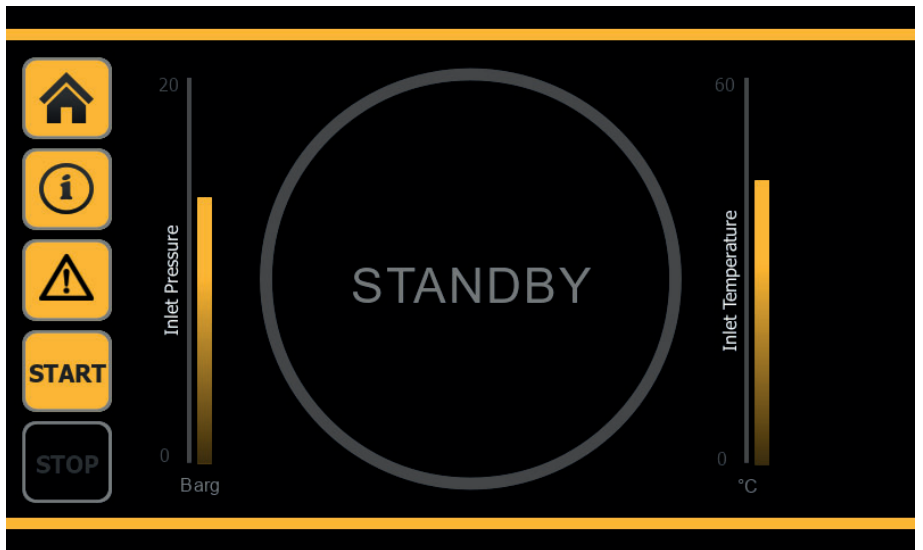 START
STOP
20
Inlet Pressure
0
Barg
STANDBY
60
Inlet Temperature
0
°C